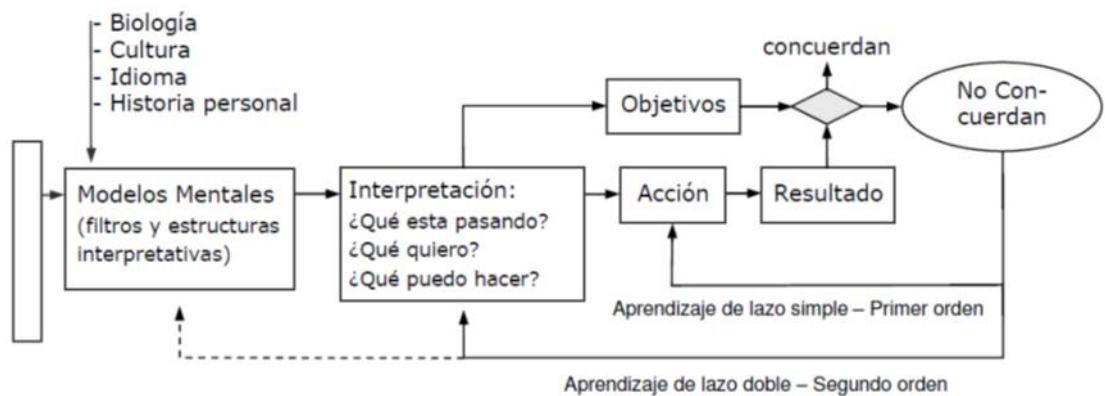 - Biología
- Cultura
- Idioma
- Historia personal
Modelos Mentales
(filtros y estructuras
interpretativas)
Interpretación:
¿Qué esta pasando?
¿Qué quiero?
¿Qué puedo hacer?
Objetivos
Acción
Resultado
concuerdan
No Con-
cuerdan
Aprendizaje de lazo simple – Primer orden
Aprendizaje de lazo doble – Segundo orden